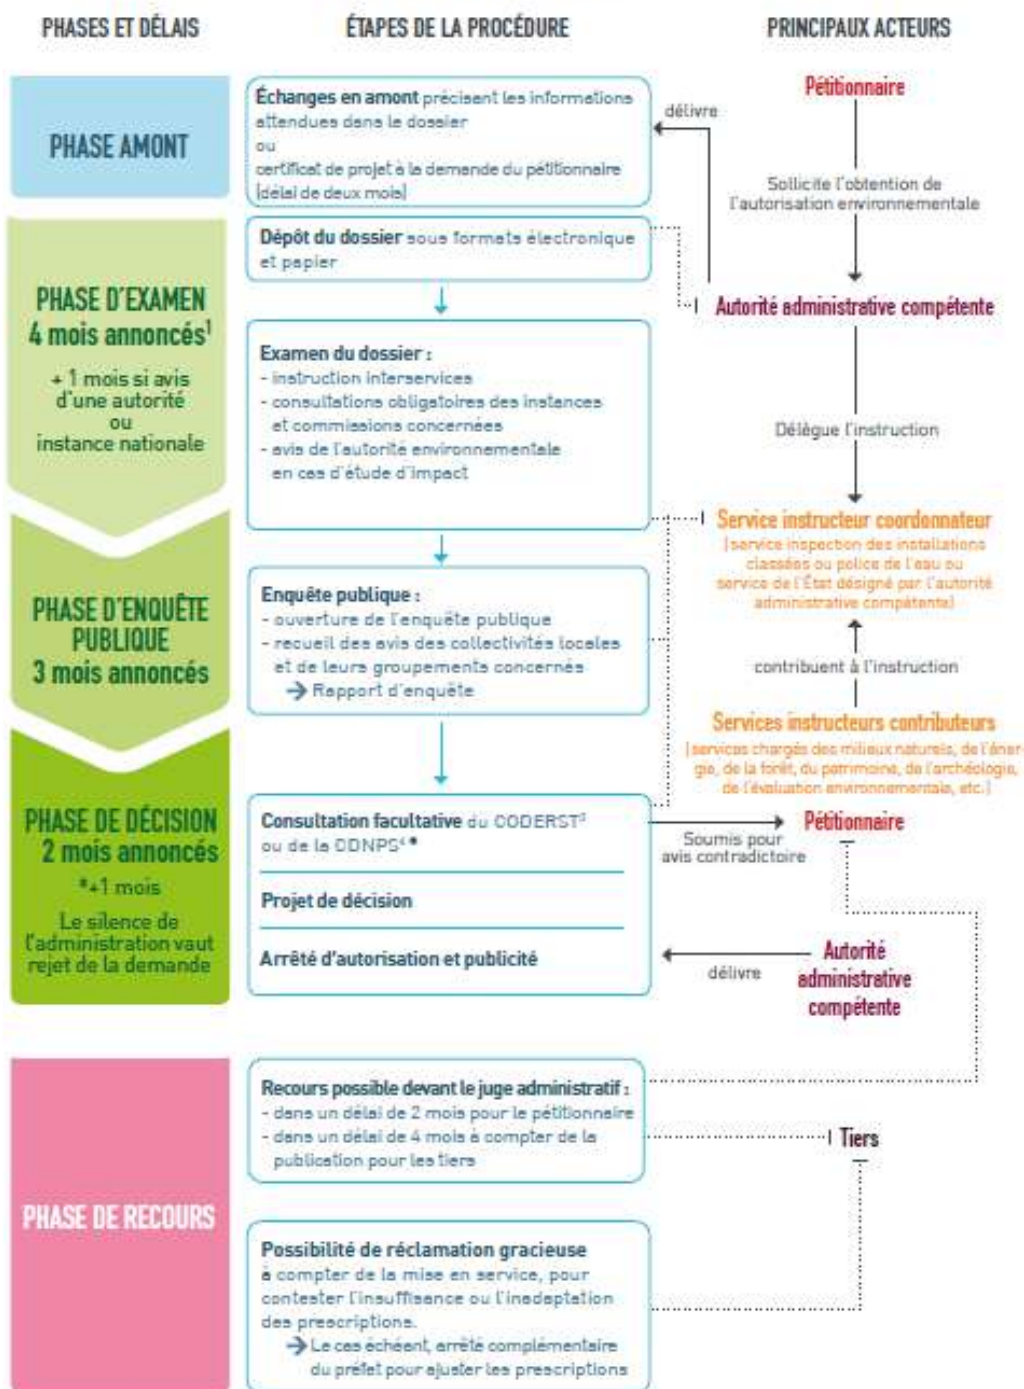 PHASES ET DÉLAIS
ÉTAPES DE LA PROCÉDURE
PRINCIPAUX ACTEURS
PHASE AMONT
Échanges en amont précisant les informations
attendues dans le dossier
ou
certificat de projet à la demande du pétitionnaire
(délai de deux mois)
délivre
Pétitionnaire
Sollicite l'obtention de
l'autorisation environnementale
PHASE D'EXAMEN
4 mois annoncés¹
+ 1 mois si avis
d'une autorité
ou
instance nationale
Dépôt du dossier sous formats électronique
et papier
Autorité administrative compétente
Examen du dossier :
- instruction interservices
- consultations obligatoires des instances
et commissions concernées
- avis de l'autorité environnementale
en cas d'étude d'impact
Délègue l'instruction
Service instructeur coordonnateur
(service inspection des installations
classées ou police de l'eau ou
service de l'État désigné par l'autorité
administrative compétente)
PHASE D'ENQUÊTE
PUBLIQUE
3 mois annoncés
Enquête publique :
- ouverture de l'enquête publique
- recueil des avis des collectivités locales
et de leurs groupements concernés
→ Rapport d'enquête
contribuent à l'instruction
Services instructeurs contributeurs
(services chargés des milieux naturels, de l'éner-
gie, de la forêt, du patrimoine, de l'archéologie,
de l'évaluation environnementale, etc.)
PHASE DE DÉCISION
2 mois annoncés
*+1 mois
Le silence de
l'administration vaut
rejet de la demande
Consultation facultative du CODERST³
ou de la CDNPS⁴ *
Projet de décision
Arrêté d'autorisation et publicité
Soumis pour
avis contradictoire
Pétitionnaire
délivre
Autorité
administrative
compétente
PHASE DE RECOURS
Recours possible devant le juge administratif :
- dans un délai de 2 mois pour le pétitionnaire
- dans un délai de 4 mois à compter de la
publication pour les tiers
Tiers
Possibilité de réclamation gracieuse
à compter de la mise en service, pour
contester l'insuffisance ou l'inadaptation
des prescriptions.
→ Le cas échéant, arrêté complémentaire
du préfet pour ajuster les prescriptions